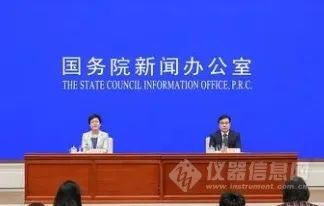 国务院新闻办公室
THE STATE COUNCIL INFORMATION OFFICE, P.R.C.
仪器信息网
www.instrument.com.cn